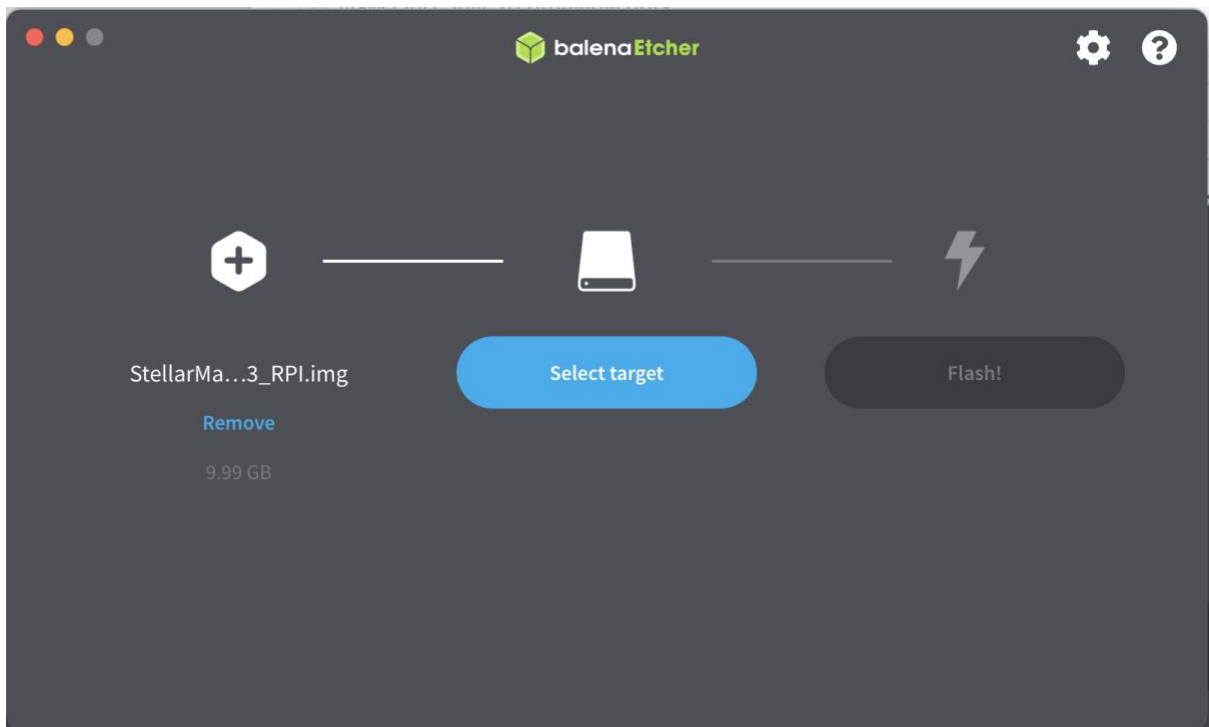 balenaEtcher
StellarMa...3_RPI.img
Select target
Flash!
Remove
9.99 GB